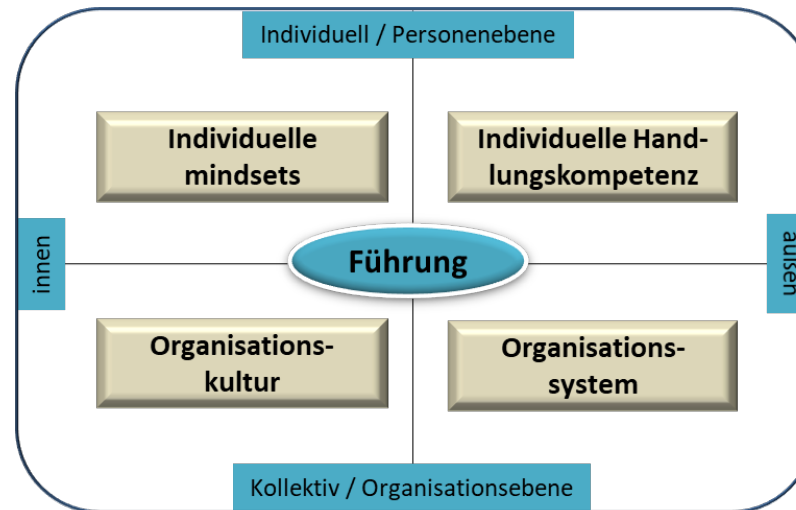 Individuell / Personenebene
Individuelle
mindsets
Individuelle Hand-
lungskompetenz
innen
Führung
außen
Organisations-
kultur
Organisations-
system
Kollektiv / Organisationsebene